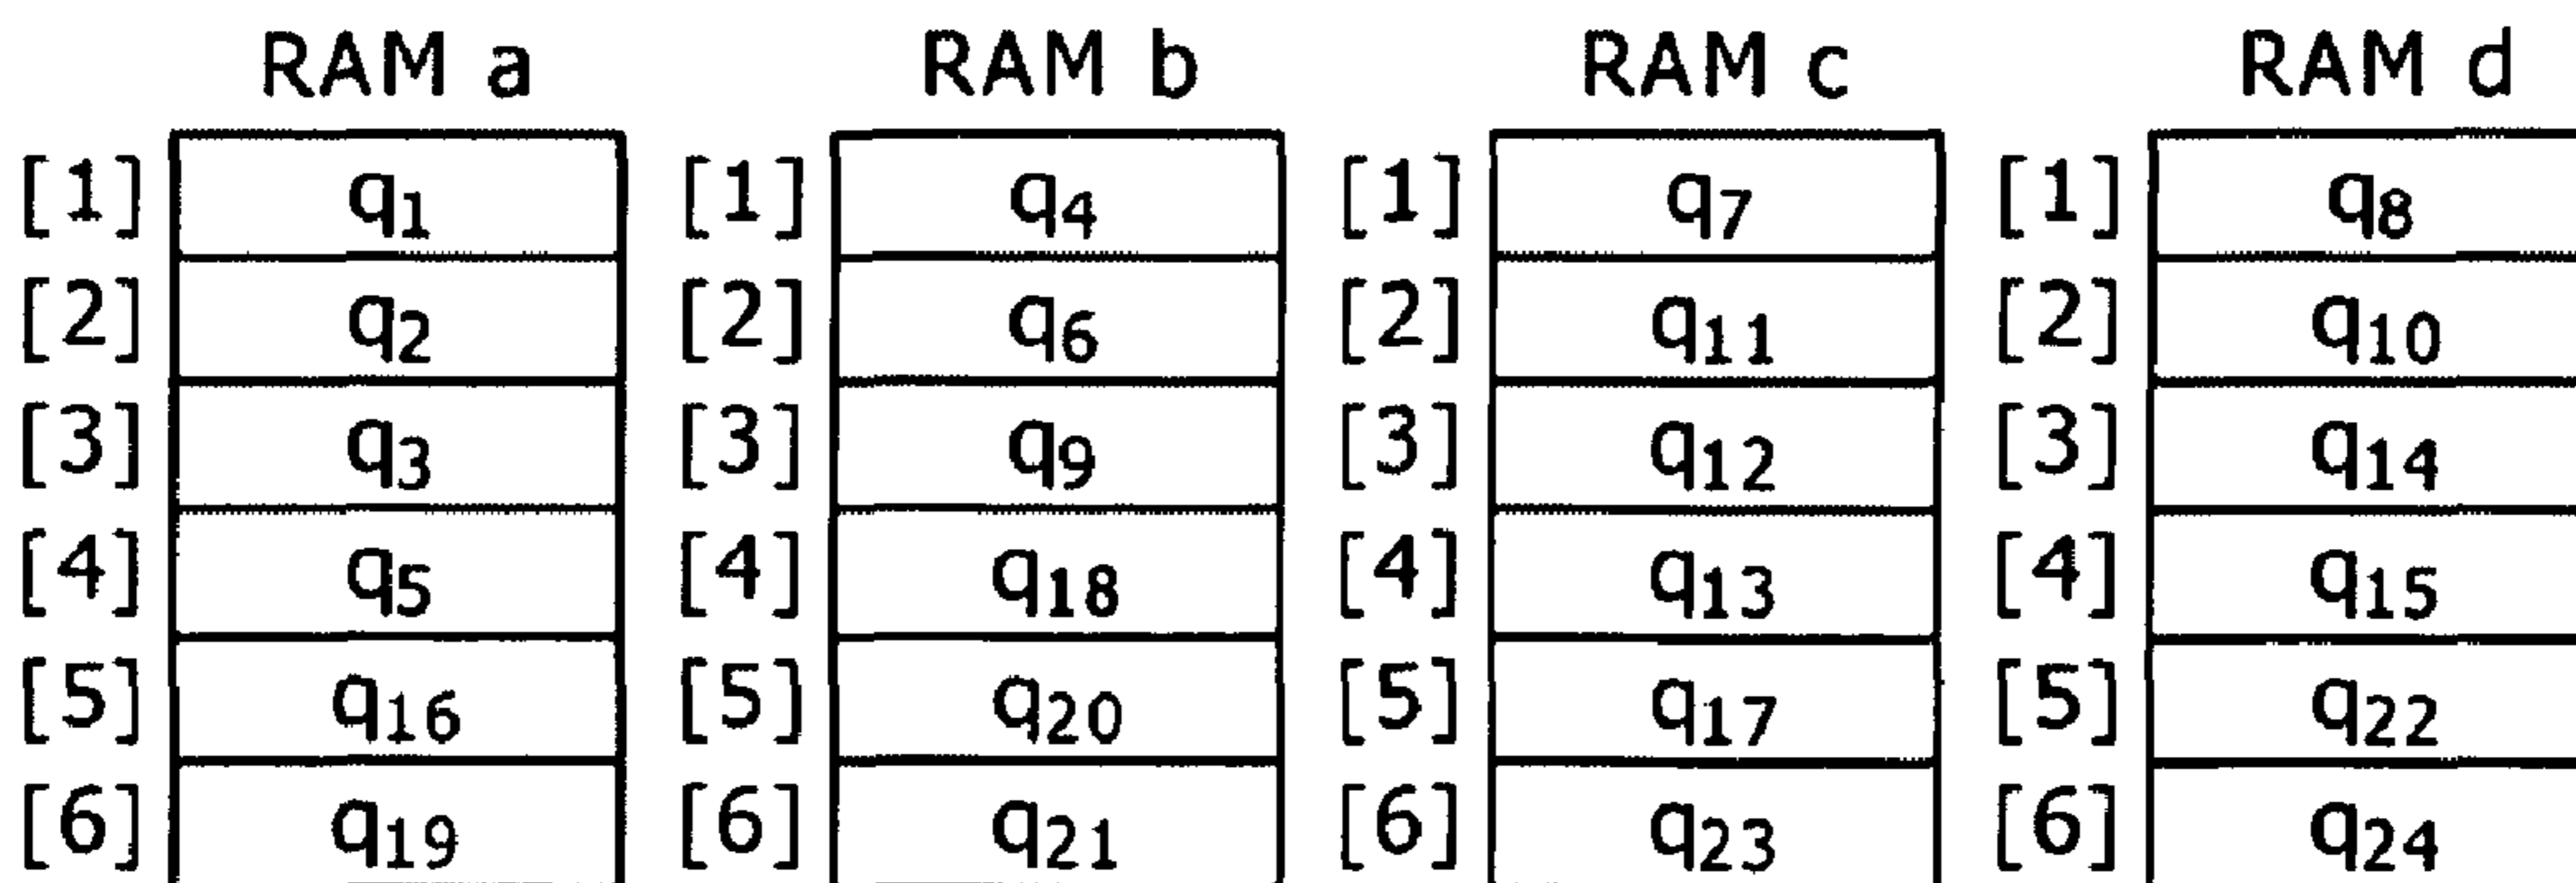 RAM a RAM b RAM c RAM d
[1] q1 [1] q4 [1] q7 [1] q8
[2] q2 [2] q6 [2] q11 [2] q10
[3] q3 [3] q9 [3] q12 [3] q14
[4] q5 [4] q18 [4] q13 [4] q15
[5] q16 [5] q20 [5] q17 [5] q22
[6] q19 [6] q21 [6] q23 [6] q24